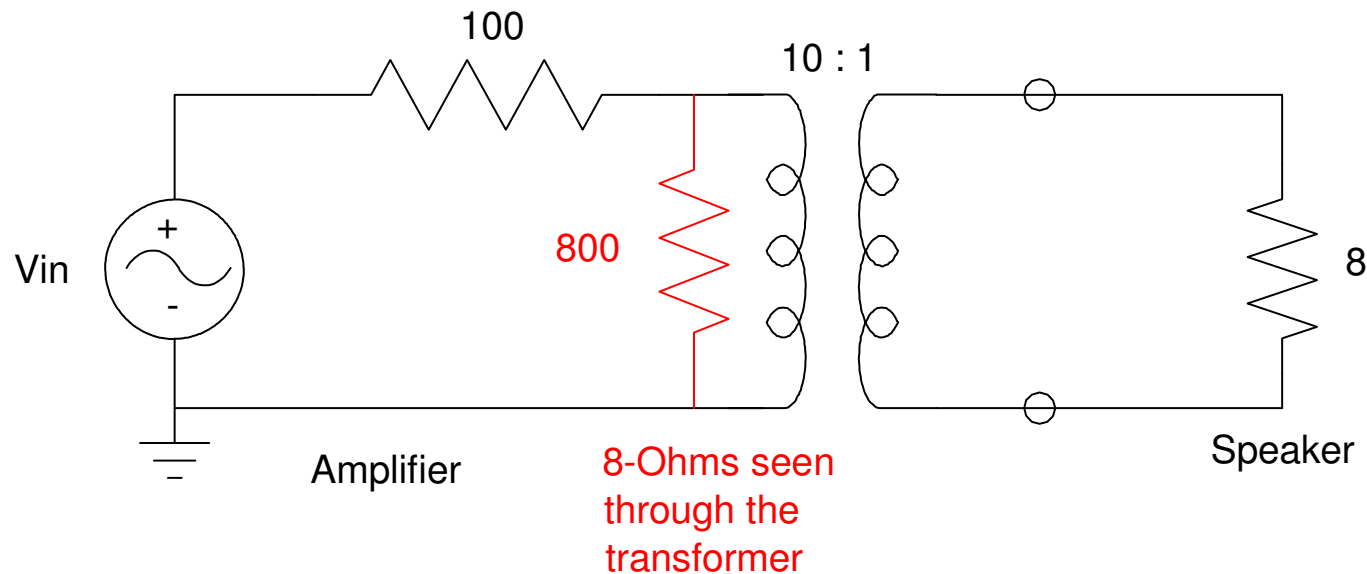 100
10 : 1
+
Vin
-
800
8
Amplifier
8-Ohms seen
through the
transformer
Speaker